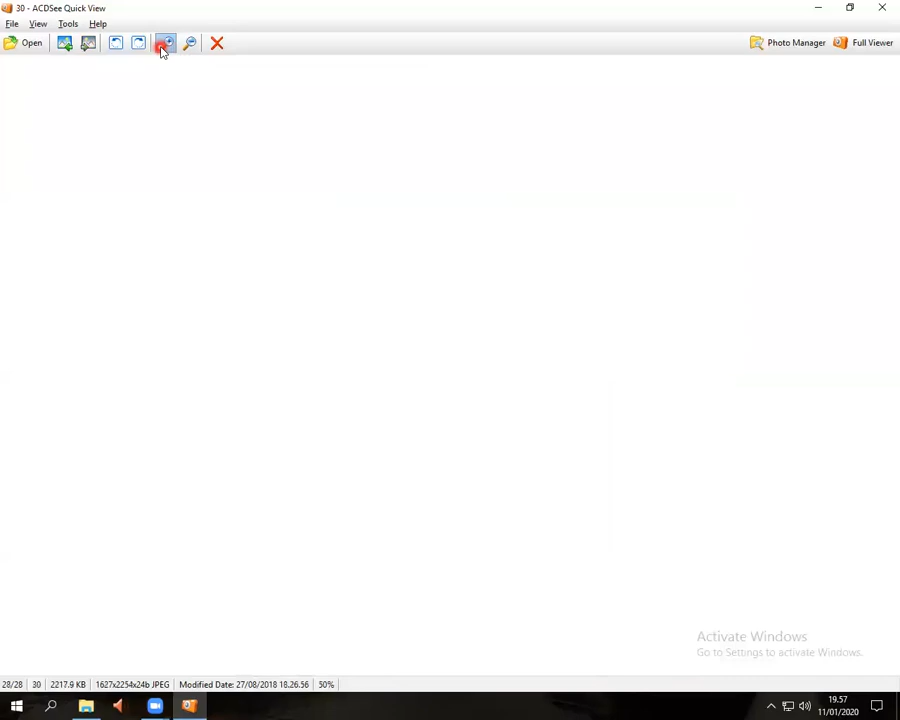 30 - ACDSee Quick View
File View Tools Help
Open Photo Manager Full Viewer
Activate Windows
Go to Settings to activate Windows.
28/28 30 2217.9 KB 1627x2254x24b JPEG Modified Date: 27/08/2018 18.26.56 50%
19.57
11/01/2020